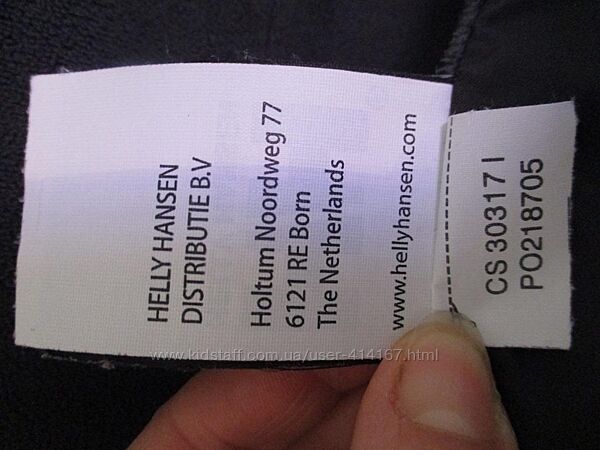 HELLY HANSEN
DISTRIBUTIE B.V
Holtum Noordweg 77
6121 RE Born
The Netherlands
www.hellyhansen.com
CS 30317 I
PO218705
www.kidstaff.com.ua/user-414167.html